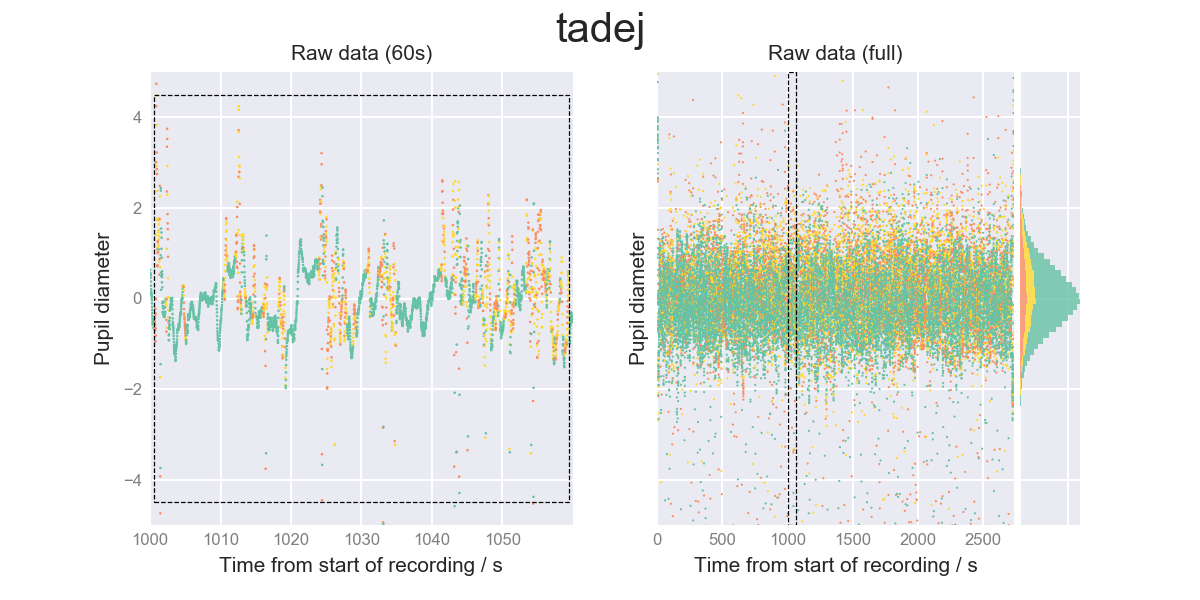 tadej
Raw data (60s)
Raw data (full)
Pupil diameter
4
2
0
−2
−4
1000 1010 1020 1030 1040 1050
Time from start of recording / s
Pupil diameter
0 500 1000 1500 2000 2500
Time from start of recording / s